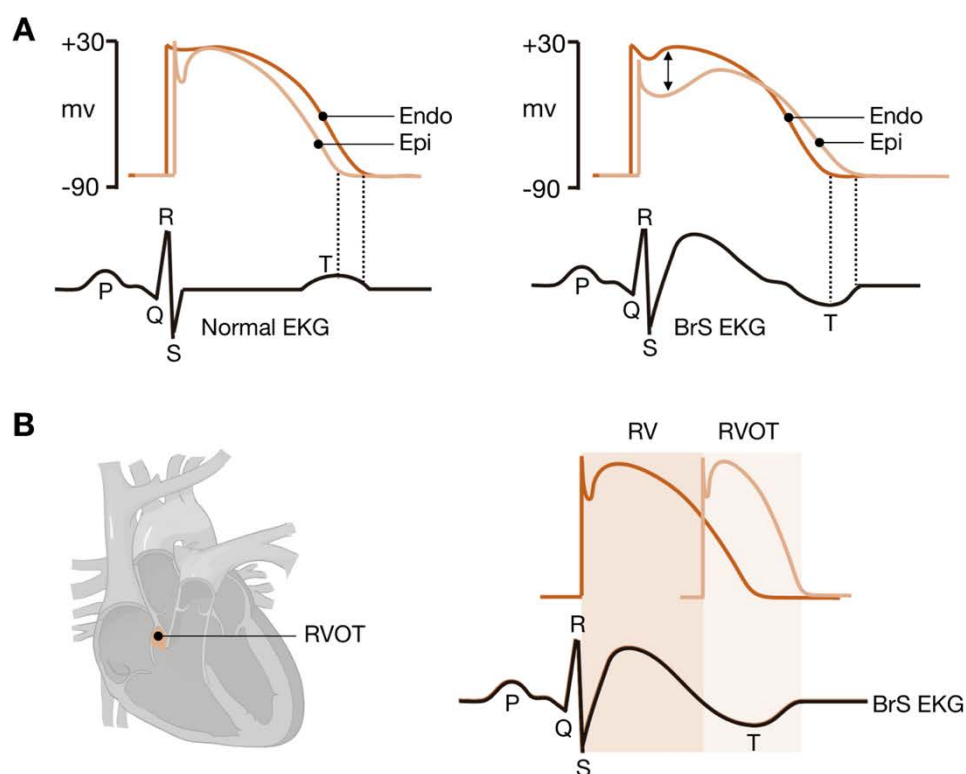 A
+30
mv
-90
Endo
Epi
R
P
Q
S
T
Normal EKG
+30
mv
-90
Endo
Epi
R
P
Q
S
T
BrS EKG
B
RVOT
RV
RVOT
R
P
Q
S
T
BrS EKG